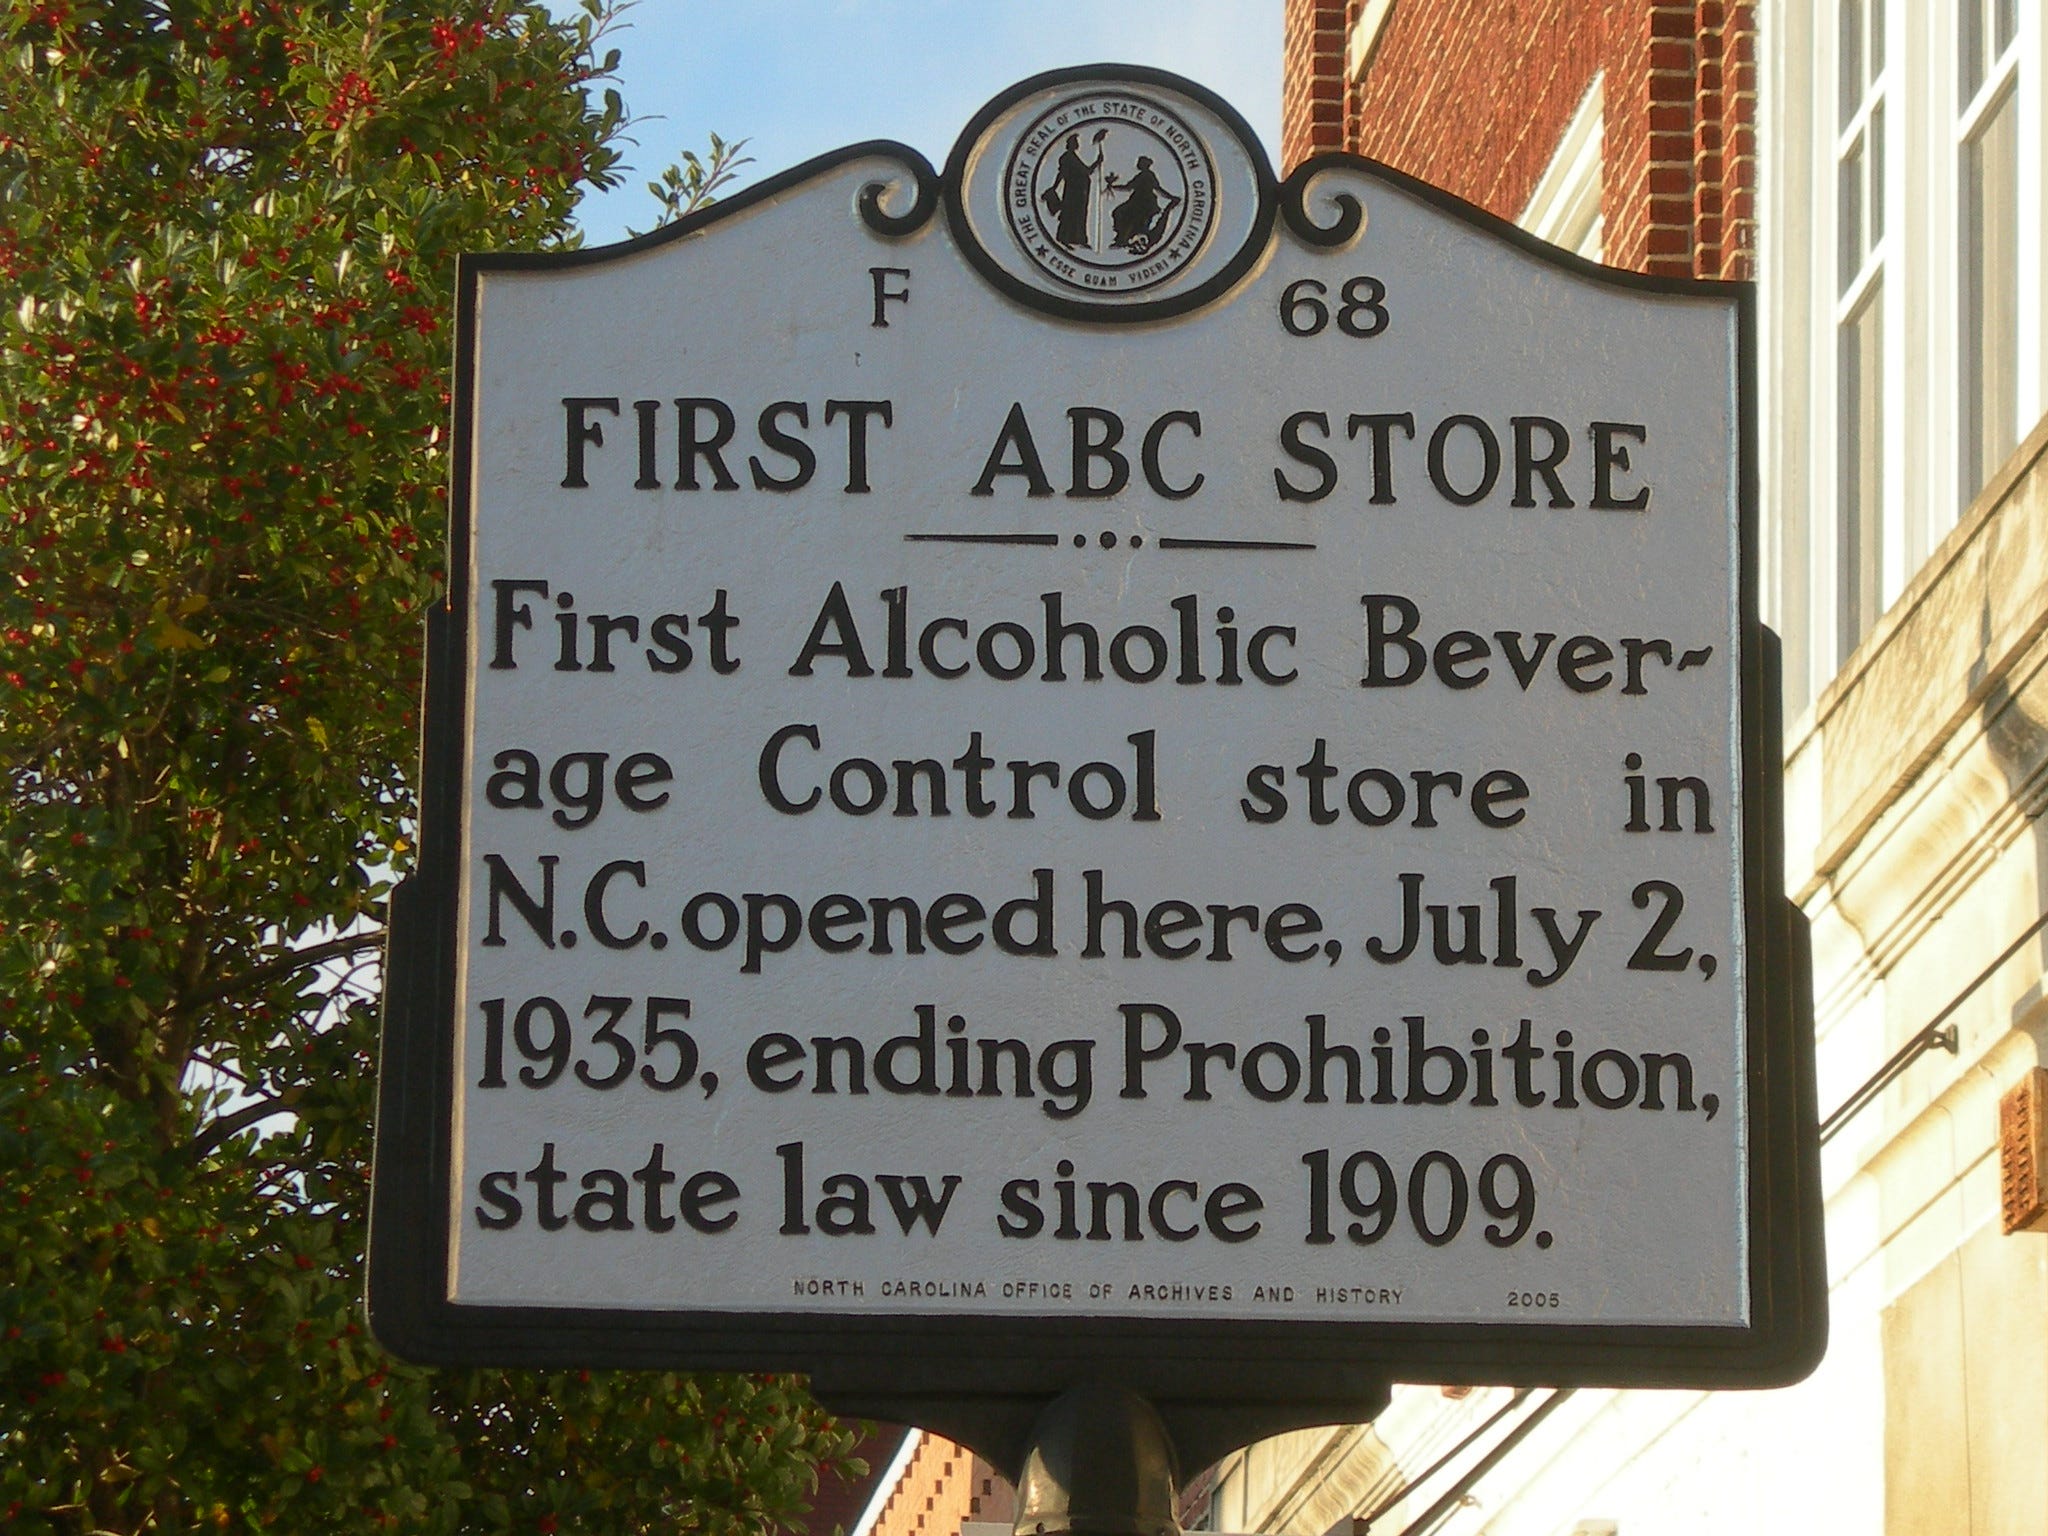 THE GREAT SEAL OF THE STATE OF NORTH CAROLINA
ESSE QUAM VIDERI
F 68
FIRST ABC STORE
First Alcoholic Bever-
age Control store in
N.C. opened here, July 2,
1935, ending Prohibition,
state law since 1909.
NORTH CAROLINA OFFICE OF ARCHIVES AND HISTORY 2005